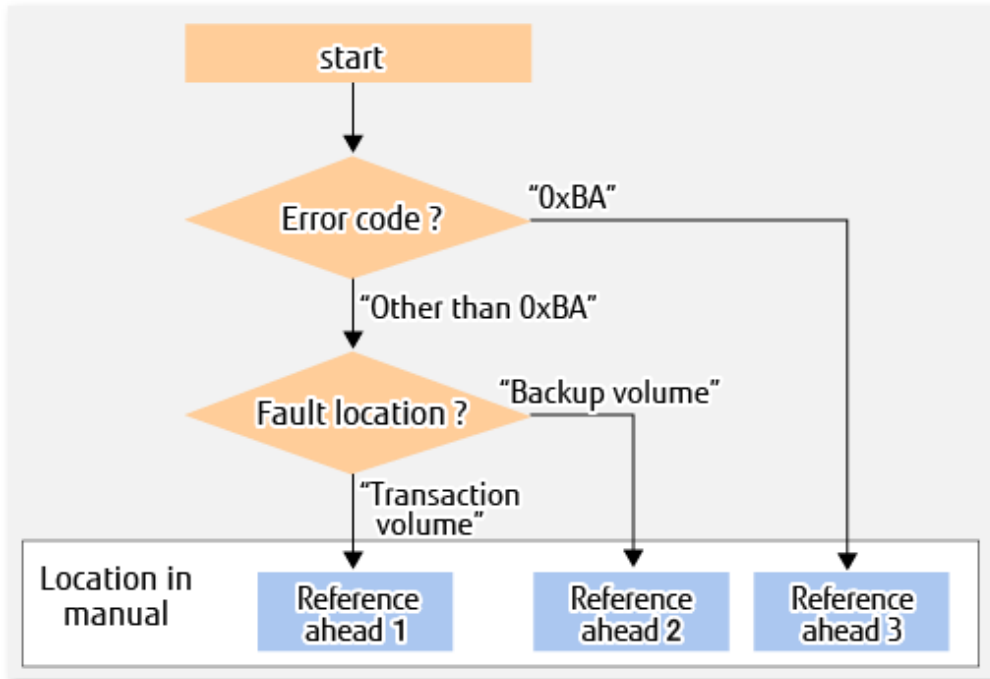 start
Error code ?
“0xBA”
“Other than 0xBA”
Fault location ?
“Backup volume”
“Transaction
volume”
Location in
manual
Reference
ahead 1
Reference
ahead 2
Reference
ahead 3